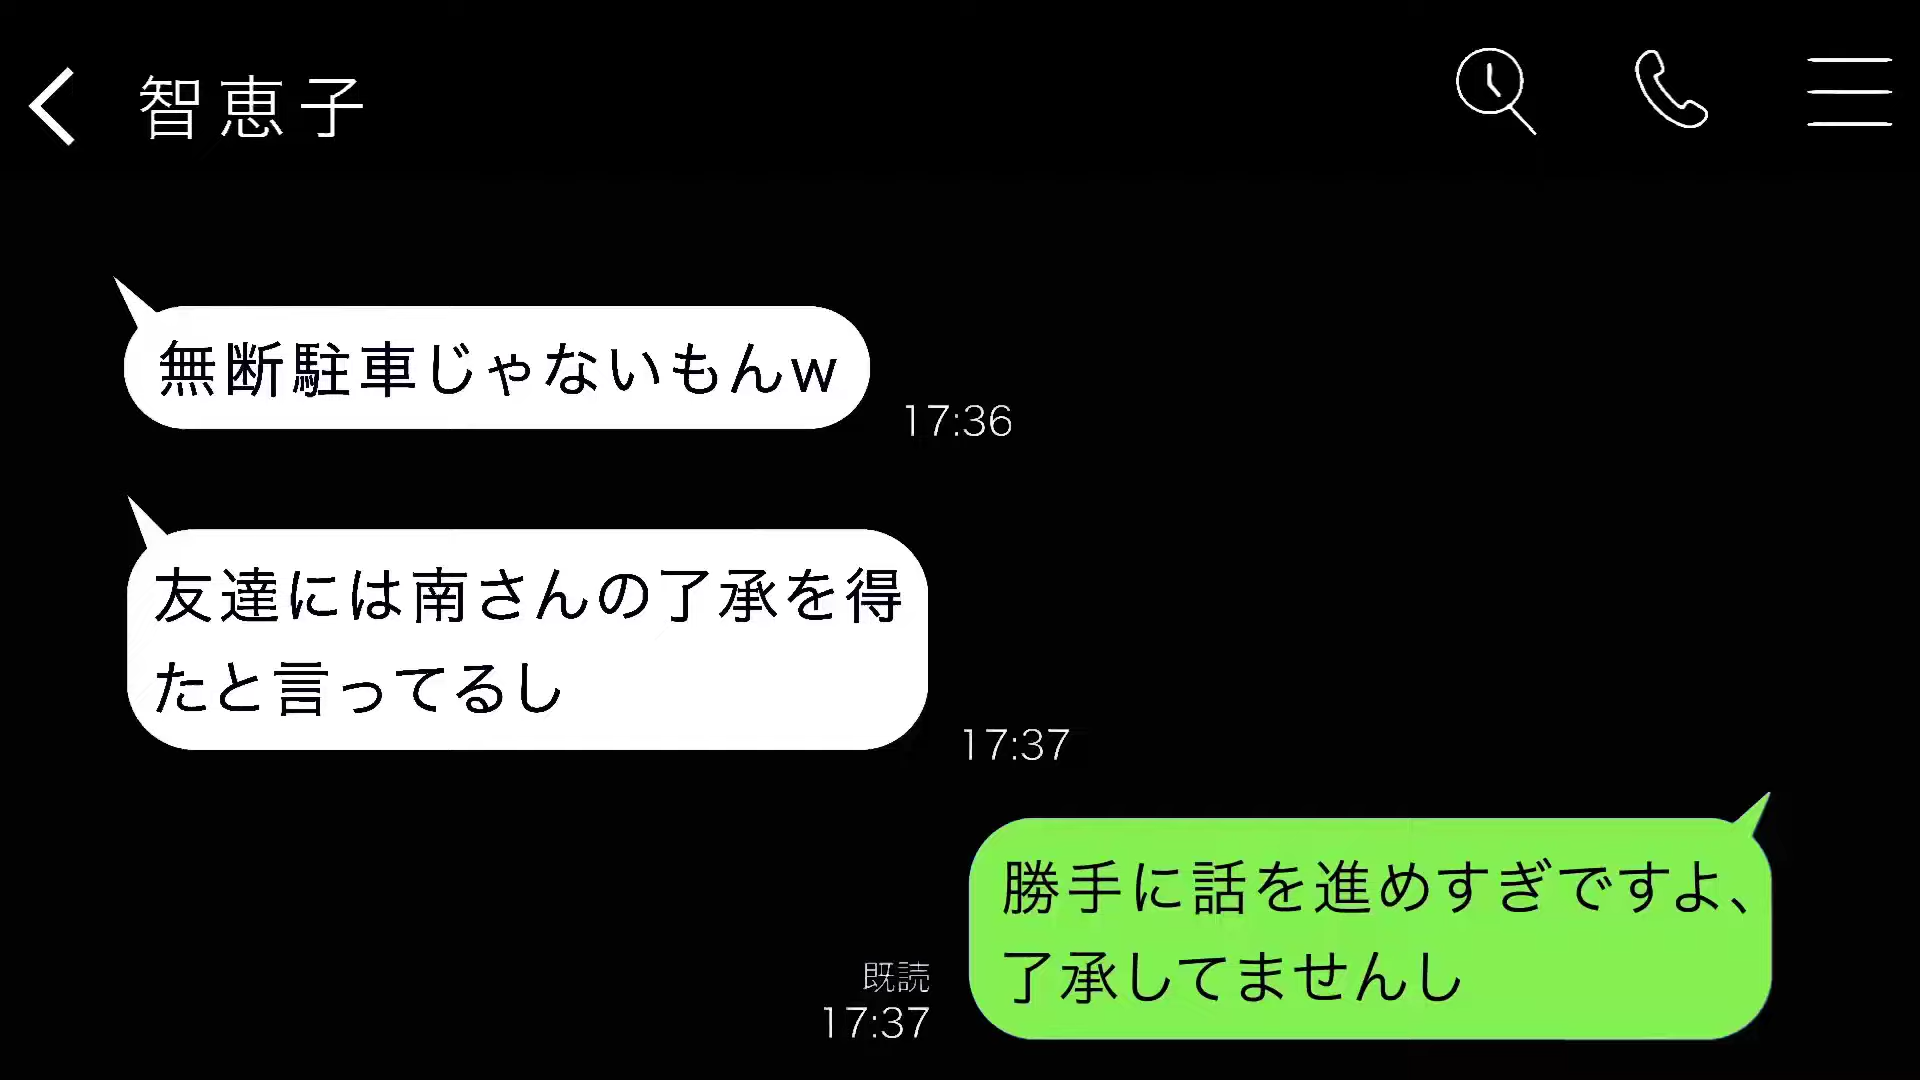 智恵子
無断駐車じゃないもんw
17:36
友達には南さんの了承を得
たと言ってるし
17:37
勝手に話を進めすぎですよ、
了承してませんし
既読
17:37